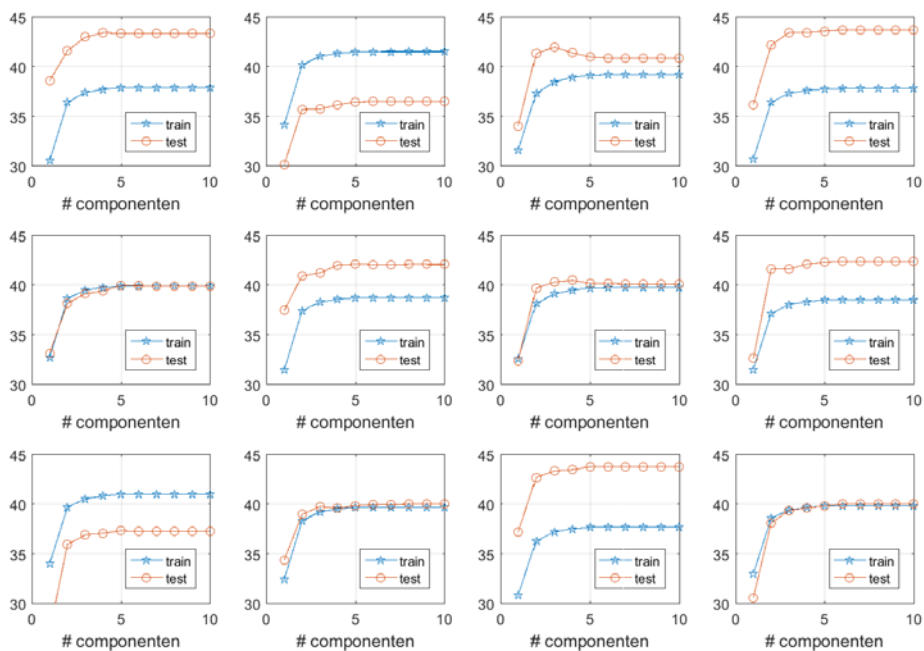 45 45 45 45
40 40 40 40
35 35 35 35
train train train train
test test test test
30 30 30 30
0 5 10 0 5 10 0 5 10 0 5 10
# componenten # componenten # componenten # componenten
45 45 45 45
40 40 40 40
35 35 35 35
train train train train
test test test test
30 30 30 30
0 5 10 0 5 10 0 5 10 0 5 10
# componenten # componenten # componenten # componenten
45 45 45 45
40 40 40 40
35 35 35 35
train train train train
test test test test
30 30 30 30
0 5 10 0 5 10 0 5 10 0 5 10
# componenten # componenten # componenten # componenten